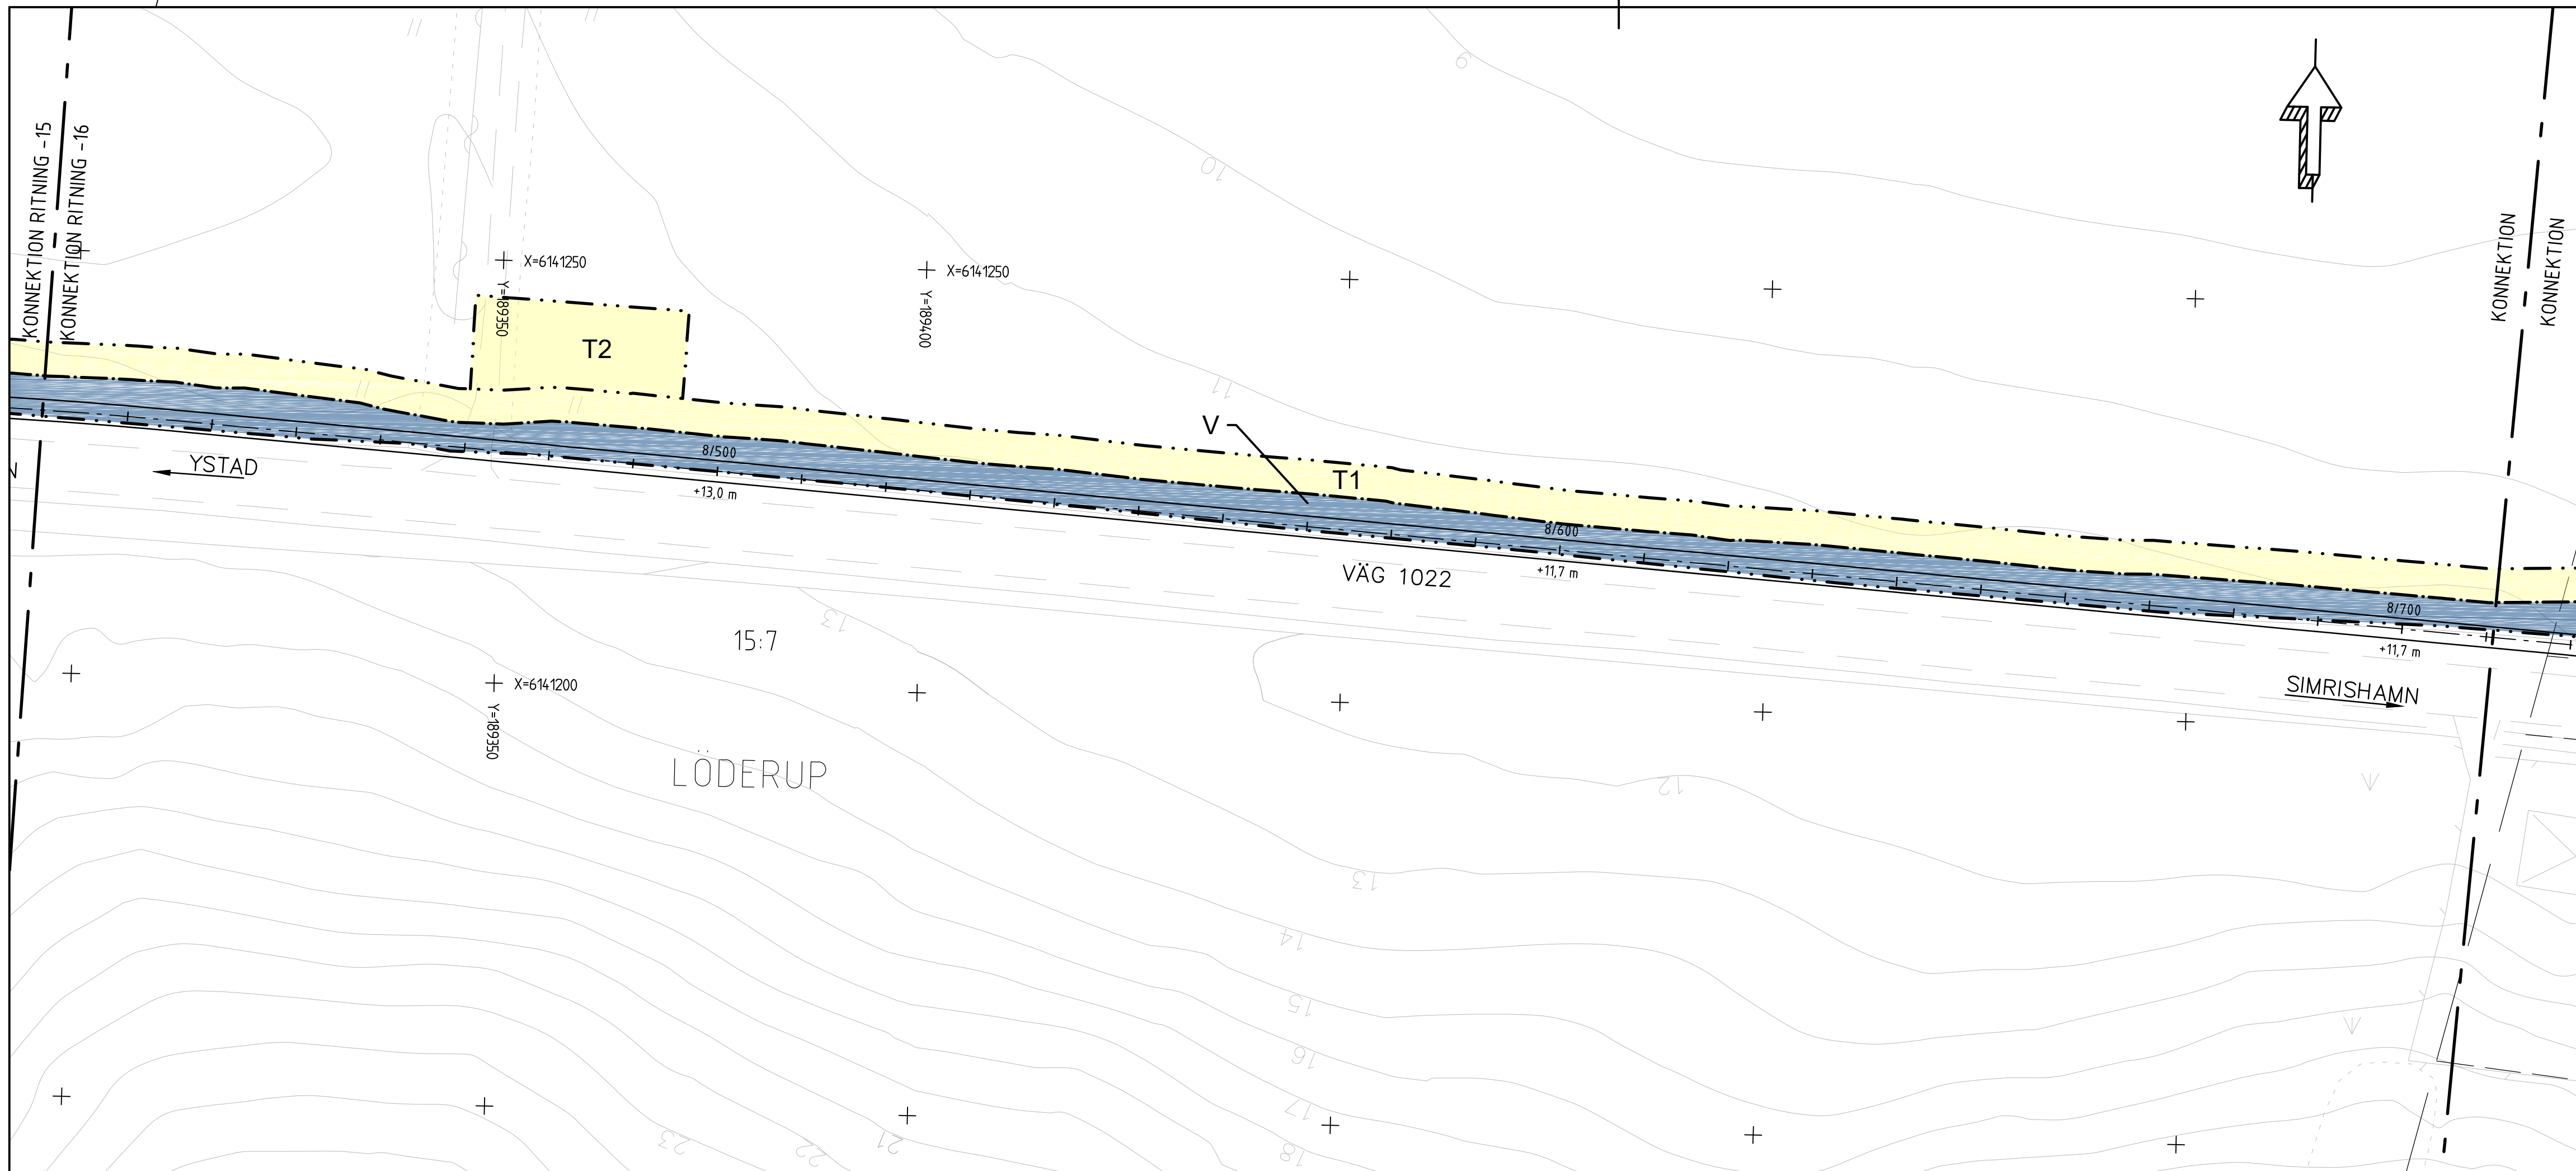 KONNEKTION RITNING -15
KONNEKTION RITNING -16
KONNEKTION
KONNEKTION
9
10
X=6141250
Y=189350
X=6141250
Y=189400
T2
11
V
T1
8/500
+13,0 m
N
YSTAD
8/600
+11,7 m
VÄG 1022
8/700
+11,7 m
SIMRISHAMN
13
15:7
X=6141200
Y=189350
LÖDERUP
12
13
14
15
16
17
18
23
22
21